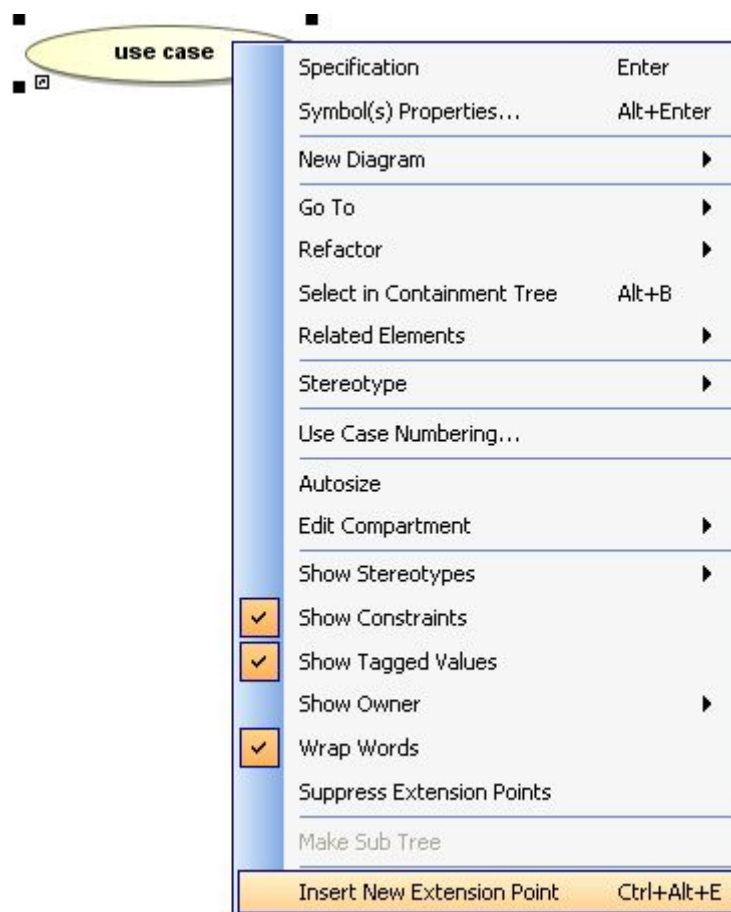 use case
Specification Enter
Symbol(s) Properties... Alt+Enter
New Diagram
Go To
Refactor
Select in Containment Tree Alt+B
Related Elements
Stereotype
Use Case Numbering...
Autosize
Edit Compartment
Show Stereotypes
Show Constraints
Show Tagged Values
Show Owner
Wrap Words
Suppress Extension Points
Make Sub Tree
Insert New Extension Point Ctrl+Alt+E